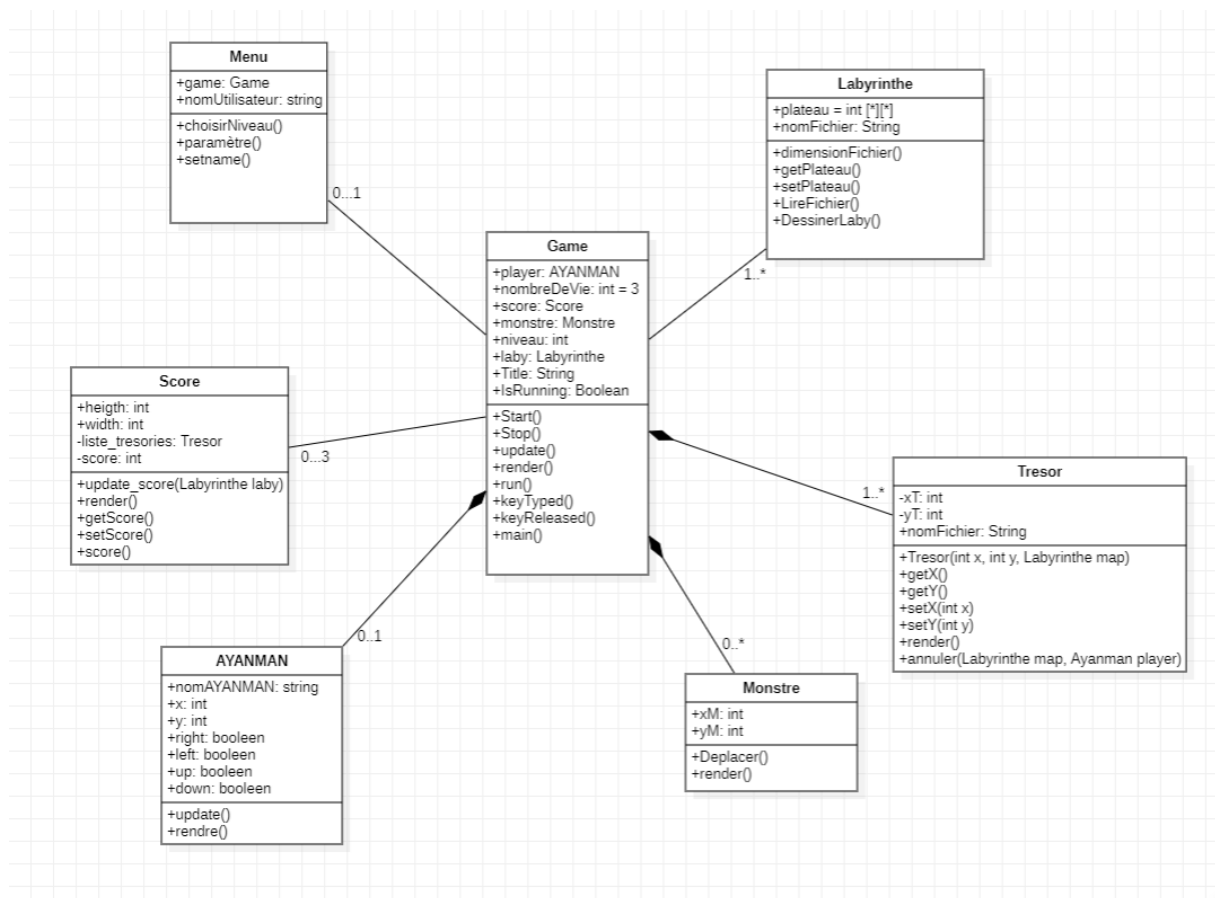 Menu
+game: Game
+nomUtilisateur: string
+choisirNiveau()
+paramètre()
+setname()
0...1
Labyrinthe
+plateau = int [*][*]
+nomFichier: String
+dimensionFichier()
+getPlateau()
+setPlateau()
+LireFichier()
+DessinerLaby()
1..*
Game
+player: AYANMAN
+nombreDeVie: int = 3
+score: Score
+monstre: Monstre
+niveau: int
+laby: Labyrinthe
+Title: String
+IsRunning: Boolean
+Start()
+Stop()
+update()
+render()
+run()
+keyTyped()
+keyReleased()
+main()
Score
+heigth: int
+width: int
-liste_tresories: Tresor
-score: int
+update_score(Labyrinthe laby)
+render()
+getScore()
+setScore()
+score()
0...3
Tresor
-xT: int
-yT: int
+nomFichier: String
+Tresor(int x, int y, Labyrinthe map)
+getX()
+getY()
+setX(int x)
+setY(int y)
+render()
+annuler(Labyrinthe map, Ayanman player)
1..*
AYANMAN
+nomAYANMAN: string
+x: int
+y: int
+right: booleen
+left: booleen
+up: booleen
+down: booleen
+update()
+rendre()
0..1
Monstre
+xM: int
+yM: int
+Deplacer()
+render()
0..*